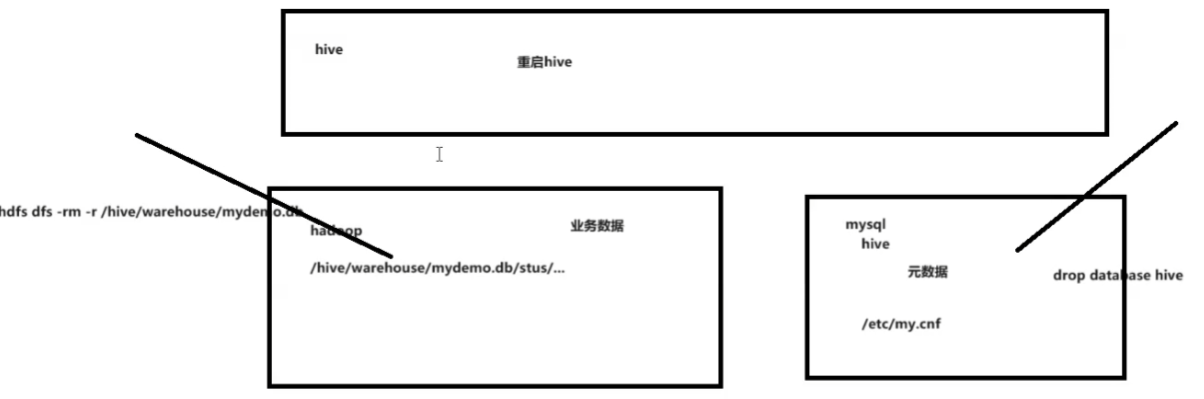 hive
重启hive
hdfs dfs -rm -r /hive/warehouse/mydemo.db
hadoop
业务数据
/hive/warehouse/mydemo.db/stus/...
mysql
hive
元数据
drop database hive
/etc/my.cnf